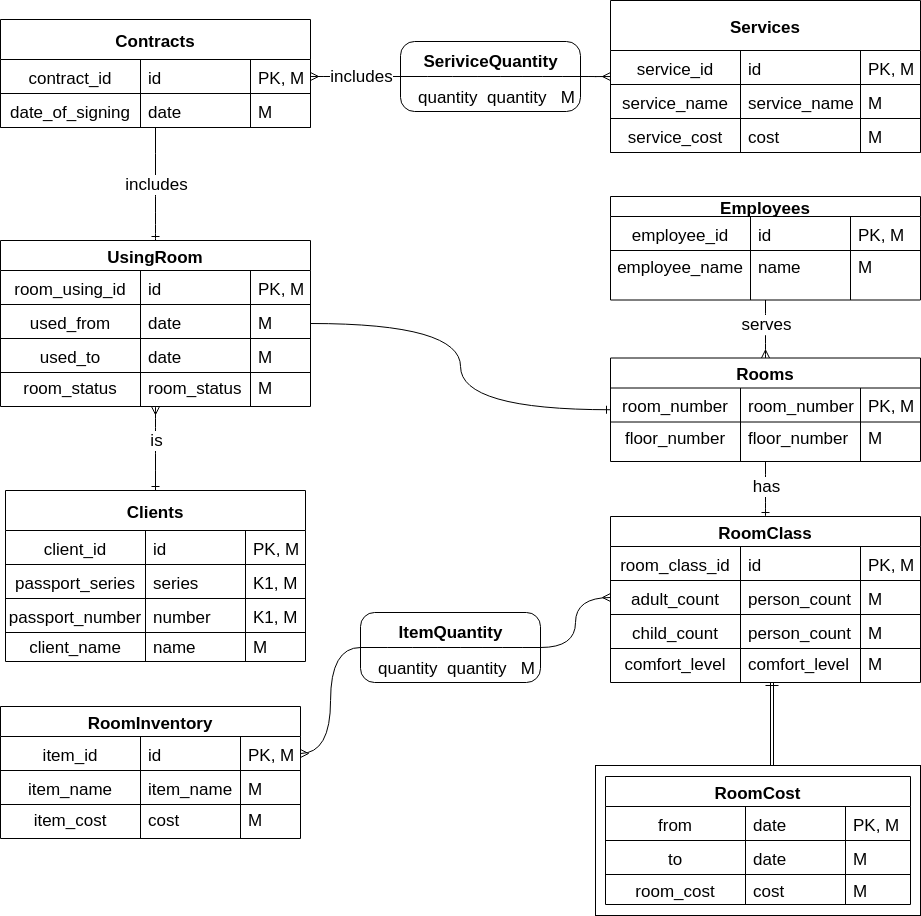 Contracts
contract_id id PK, M
date_of_signing date M
includes
SeriviceQuantity
quantity quantity M
Services
service_id id PK, M
service_name service_name M
service_cost cost M
includes
Employees
employee_id id PK, M
employee_name name M
serves
UsingRoom
room_using_id id PK, M
used_from date M
used_to date M
room_status room_status M
is
Rooms
room_number room_number PK, M
floor_number floor_number M
has
Clients
client_id id PK, M
passport_series series K1, M
passport_number number K1, M
client_name name M
RoomClass
room_class_id id PK, M
adult_count person_count M
child_count person_count M
comfort_level comfort_level M
ItemQuantity
quantity quantity M
RoomInventory
item_id id PK, M
item_name item_name M
item_cost cost M
RoomCost
from date PK, M
to date M
room_cost cost M